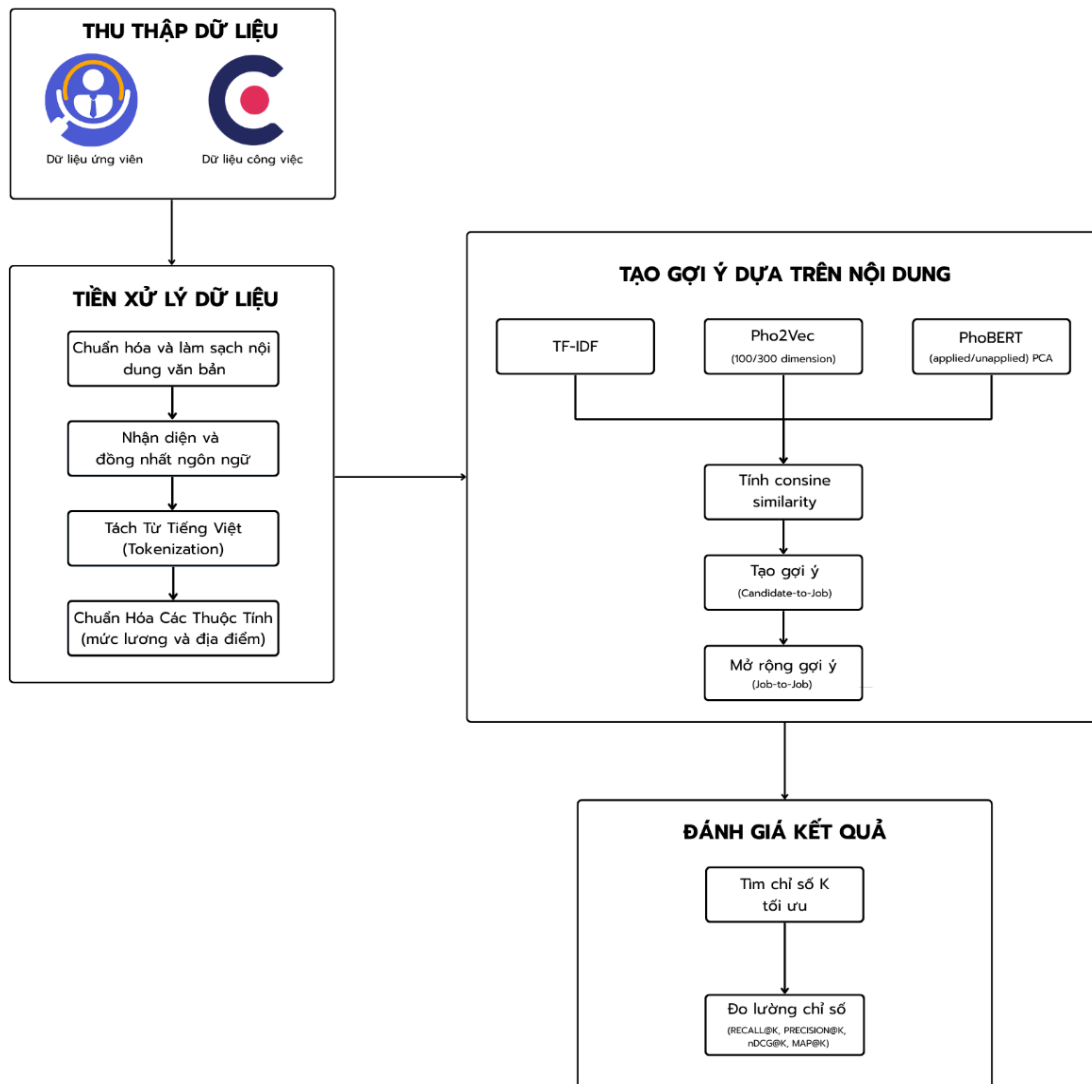 THU THẬP DỮ LIỆU
Dữ liệu ứng viên
Dữ liệu công việc
TIỀN XỬ LÝ DỮ LIỆU
Chuẩn hóa và làm sạch nội
dung văn bản
Nhận diện và
đồng nhất ngôn ngữ
Tách Từ Tiếng Việt
(Tokenization)
Chuẩn Hóa Các Thuộc Tính
(mức lương và địa điểm)
TẠO GỢI Ý DỰA TRÊN NỘI DUNG
TF-IDF
Pho2Vec
(100/300 dimension)
PhoBERT
(applied/unapplied) PCA
Tính consine
similarity
Tạo gợi ý
(Candidate-to-Job)
Mở rộng gợi ý
(Job-to-Job)
ĐÁNH GIÁ KẾT QUẢ
Tìm chỉ số K
tối ưu
Đo lường chỉ số
(RECALL@K, PRECISION@K,
nDCG@K, MAP@K)